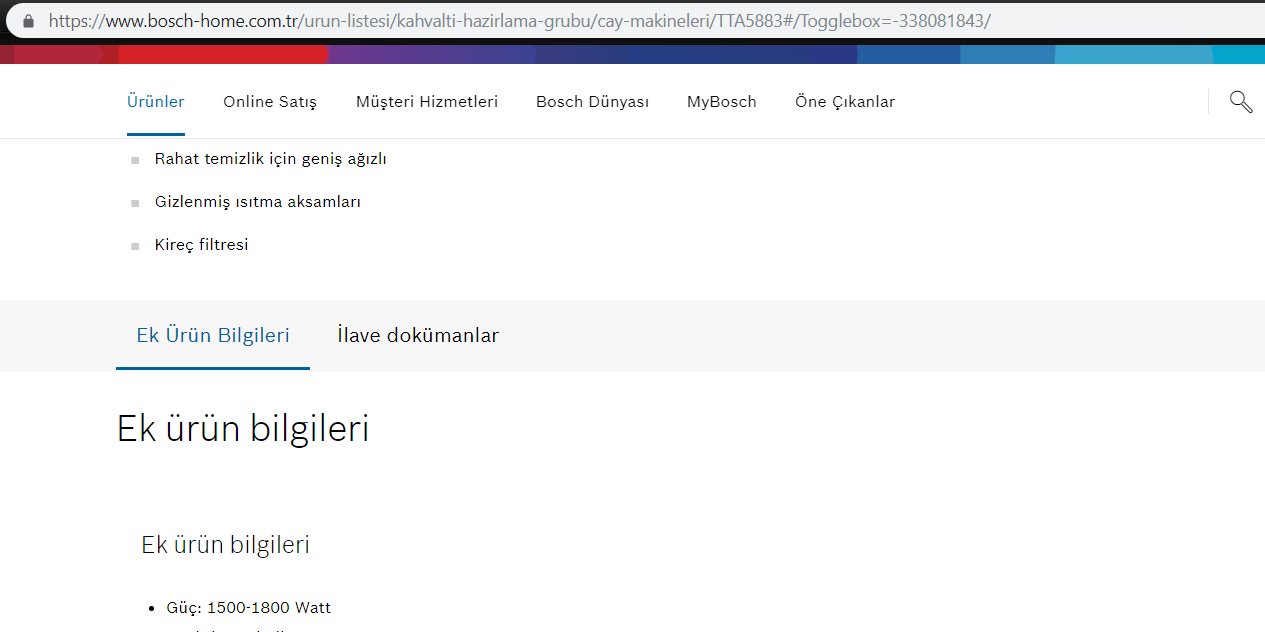 https://www.bosch-home.com.tr/urun-listesi/kahvalti-hazirlama-grubu/cay-makineleri/TTA5883#/Togglebox=-338081843/
Ürünler Online Satış Müşteri Hizmetleri Bosch Dünyası MyBosch Öne Çıkanlar
Rahat temizlik için geniş ağızlı
Gizlenmiş ısıtma aksamları
Kireç filtresi
Ek Ürün Bilgileri İlave dokümanlar
Ek ürün bilgileri
Ek ürün bilgileri
Güç: 1500-1800 Watt